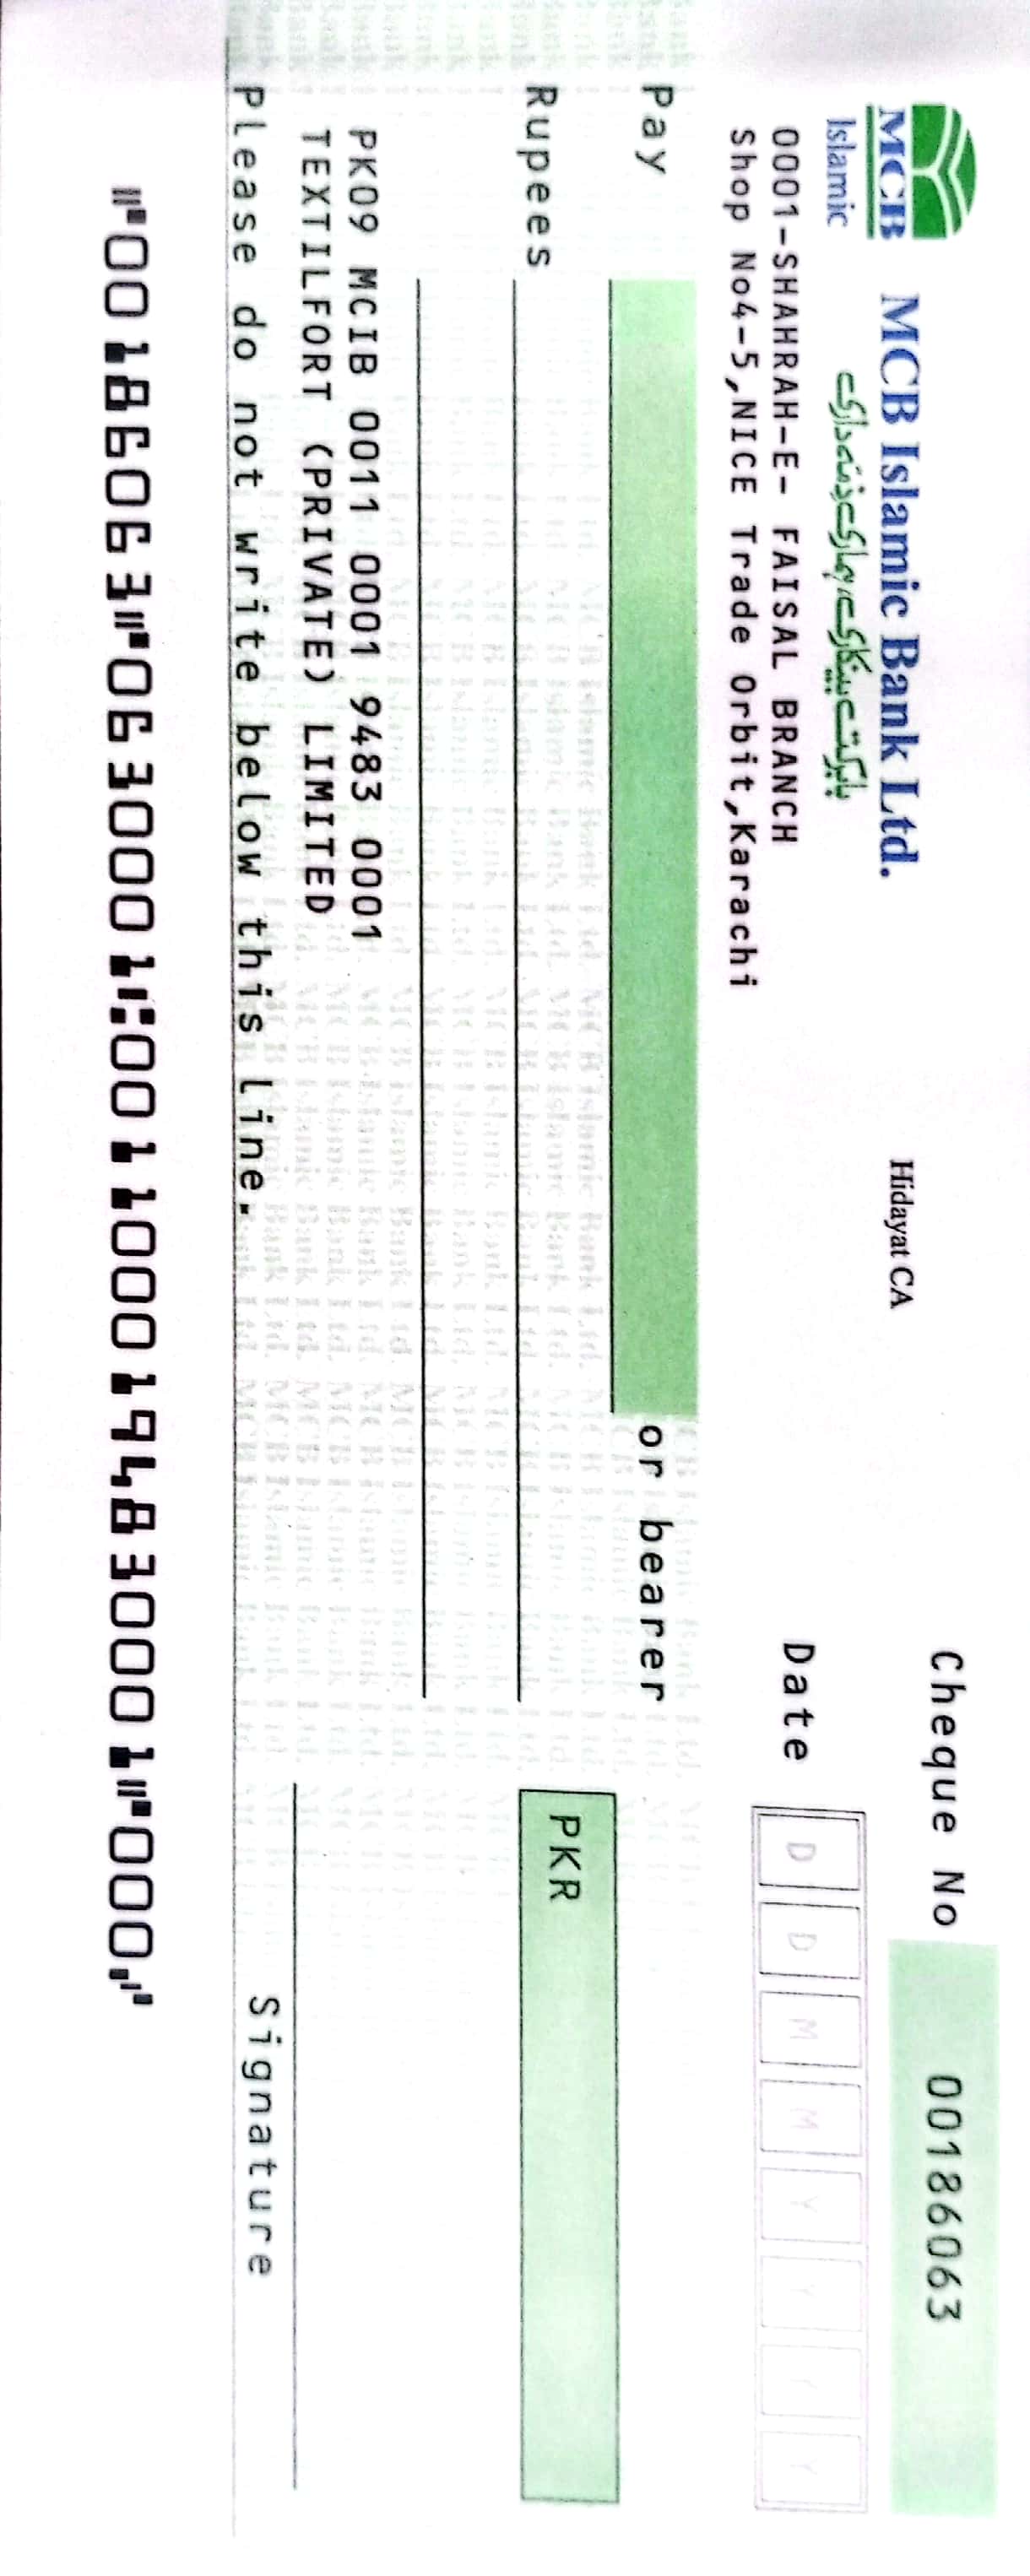 MCB
Islamic
MCB Islamic Bank Ltd.
بابرکت بینکاری، ہماری ذمہ داری
0001-SHAHRAH-E- FAISAL BRANCH
Shop No4-5,NICE Trade Orbit,Karachi
Hidayat CA
Cheque No 00186063
Date D D M M Y Y Y Y
Pay or bearer
Rupees
PKR
PK09 MCIB 0011 0001 9483 0001
TEXTILFORT (PRIVATE) LIMITED
Signature
Please do not write below this line.
⑈00186063⑈0630001⑆0011000194830001⑈000⑇